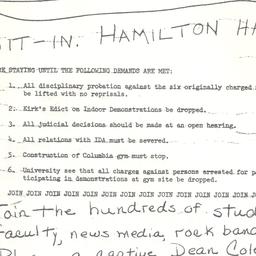 SIT-IN. HAMILTON HA
RE STAYING UNTIL THE FOLLOWING DEMANDS ARE MET:
1. All disciplinary probation against the six originally charged
be lifted with no reprisals.
2. Kirk's Edict on Indoor Demonstrations be dropped.
3. All judicial decisions should be made at an open hearing.
4. All relations with IDA must be severed.
5. Construction of Columbia gym must stop.
6. University see that all charges against persons arrested for p
ticipating in demonstrations at gym site be dropped.
JOIN JOIN JOIN JOIN JOIN JOIN JOIN JOIN JOIN JOIN JOIN JOIN JO
Join the hundreds of stud
Faculty, news media, rock band
Dean Cole